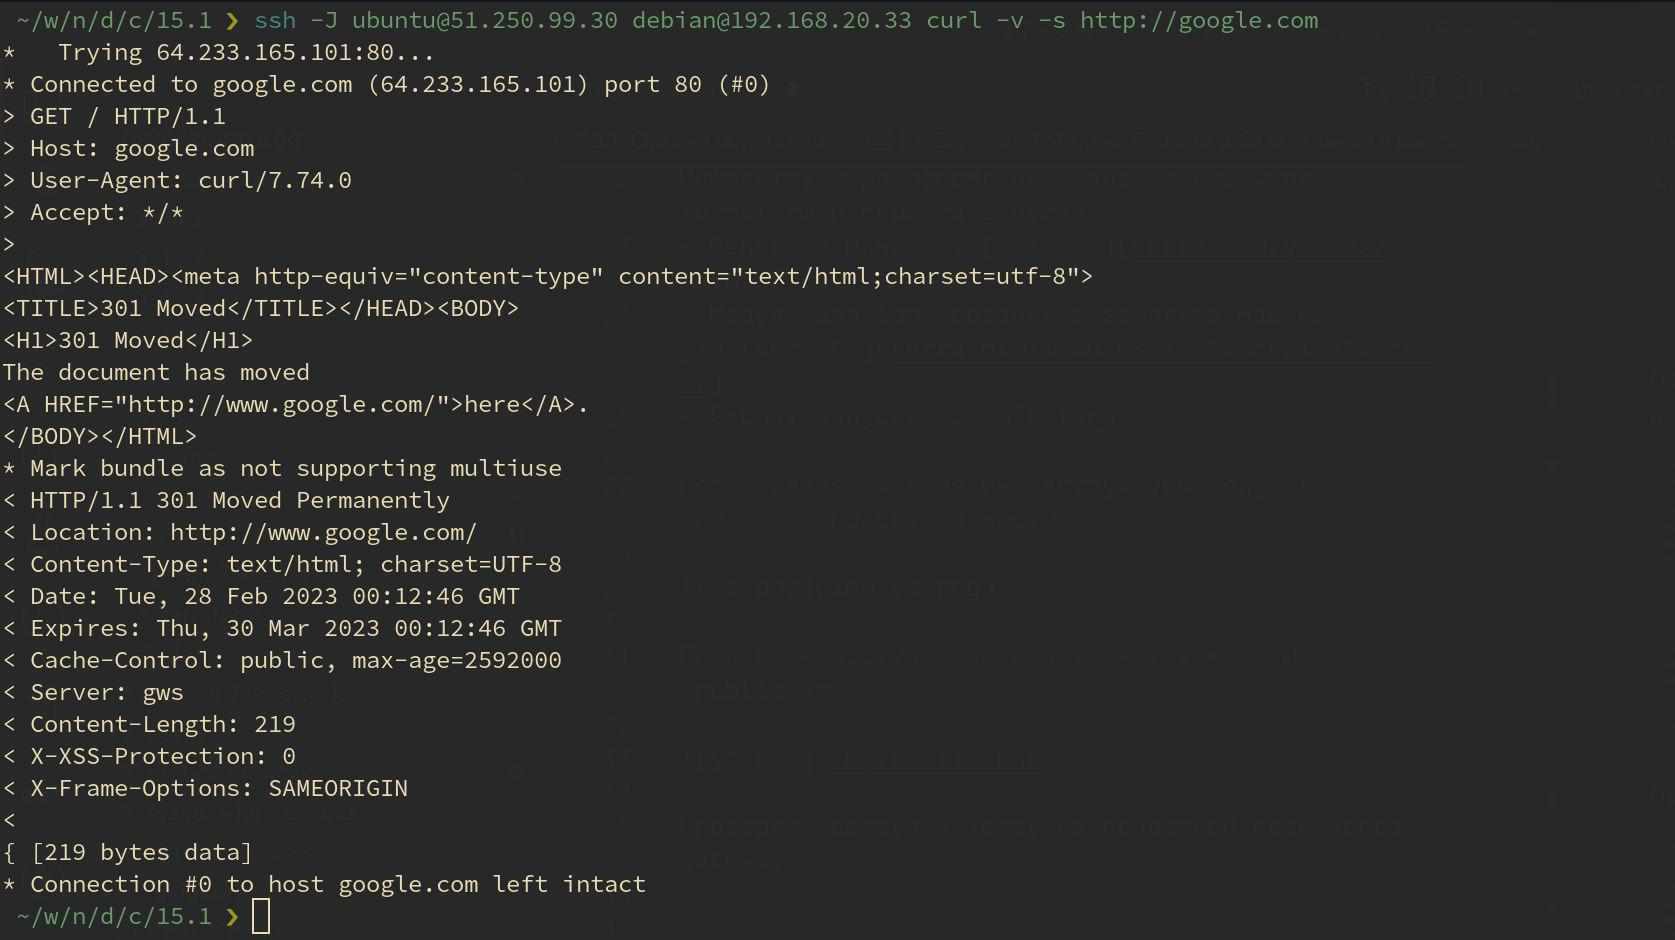 ~/w/n/d/c/15.1 ❯ ssh -J ubuntu@51.250.99.30 debian@192.168.20.33 curl -v -s http://google.com
*   Trying 64.233.165.101:80...
* Connected to google.com (64.233.165.101) port 80 (#0)
> GET / HTTP/1.1
> Host: google.com
> User-Agent: curl/7.74.0
> Accept: */*
>
<HTML><HEAD><meta http-equiv="content-type" content="text/html;charset=utf-8">
<TITLE>301 Moved</TITLE></HEAD><BODY>
<H1>301 Moved</H1>
The document has moved
<A HREF="http://www.google.com/">here</A>.
</BODY></HTML>
* Mark bundle as not supporting multiuse
< HTTP/1.1 301 Moved Permanently
< Location: http://www.google.com/
< Content-Type: text/html; charset=UTF-8
< Date: Tue, 28 Feb 2023 00:12:46 GMT
< Expires: Thu, 30 Mar 2023 00:12:46 GMT
< Cache-Control: public, max-age=2592000
< Server: gws
< Content-Length: 219
< X-XSS-Protection: 0
< X-Frame-Options: SAMEORIGIN
<
{ [219 bytes data]
* Connection #0 to host google.com left intact
~/w/n/d/c/15.1 ❯